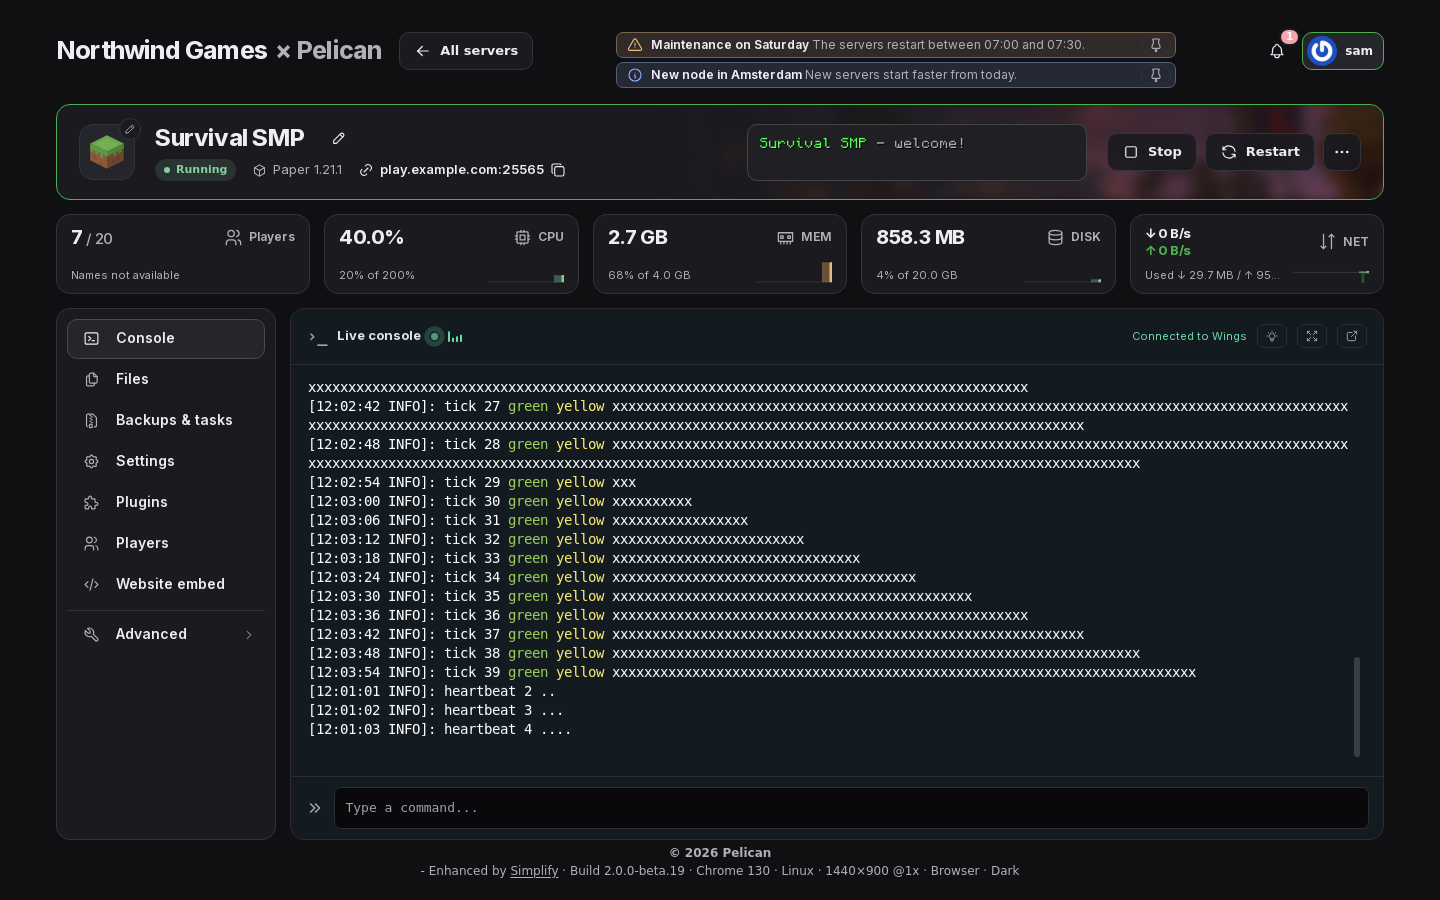 Northwind Games × Pelican
All servers
Maintenance on Saturday The servers restart between 07:00 and 07:30.
New node in Amsterdam New servers start faster from today.
1
sam
Survival SMP
Running
Paper 1.21.1
play.example.com:25565
Survival SMP - welcome!
Stop
Restart
7 / 20
Players
Names not available
40.0%
CPU
20% of 200%
2.7 GB
MEM
68% of 4.0 GB
858.3 MB
DISK
4% of 20.0 GB
↓ 0 B/s
↑ 0 B/s
NET
Used ↓ 29.7 MB / ↑ 95...
Console
Files
Backups & tasks
Settings
Plugins
Players
Website embed
Advanced
Live console
Connected to Wings
xxxxxxxxxxxxxxxxxxxxxxxxxxxxxxxxxxxxxxxxxxxxxxxxxxxxxxxxxxxxxxxxxxxxxxxxxxxxxxxxxxxxxxxxxx
[12:02:42 INFO]: tick 27 green yellow xxxxxxxxxxxxxxxxxxxxxxxxxxxxxxxxxxxxxxxxxxxxxxxxxxxxxxxxxxxxxxxxxxxxxxxxxxxxxxxxxxxxxxxxxxxx
xxxxxxxxxxxxxxxxxxxxxxxxxxxxxxxxxxxxxxxxxxxxxxxxxxxxxxxxxxxxxxxxxxxxxxxxxxxxxxxxxxxxxxxxxxxxxxxxx
[12:02:48 INFO]: tick 28 green yellow xxxxxxxxxxxxxxxxxxxxxxxxxxxxxxxxxxxxxxxxxxxxxxxxxxxxxxxxxxxxxxxxxxxxxxxxxxxxxxxxxxxxxxxxxxxx
xxxxxxxxxxxxxxxxxxxxxxxxxxxxxxxxxxxxxxxxxxxxxxxxxxxxxxxxxxxxxxxxxxxxxxxxxxxxxxxxxxxxxxxxxxxxxxxxxxxxxxxx
[12:02:54 INFO]: tick 29 green yellow xxx
[12:03:00 INFO]: tick 30 green yellow xxxxxxxxxx
[12:03:06 INFO]: tick 31 green yellow xxxxxxxxxxxxxxxxx
[12:03:12 INFO]: tick 32 green yellow xxxxxxxxxxxxxxxxxxxxxxxx
[12:03:18 INFO]: tick 33 green yellow xxxxxxxxxxxxxxxxxxxxxxxxxxxxxxx
[12:03:24 INFO]: tick 34 green yellow xxxxxxxxxxxxxxxxxxxxxxxxxxxxxxxxxxxxxx
[12:03:30 INFO]: tick 35 green yellow xxxxxxxxxxxxxxxxxxxxxxxxxxxxxxxxxxxxxxxxxxxxx
[12:03:36 INFO]: tick 36 green yellow xxxxxxxxxxxxxxxxxxxxxxxxxxxxxxxxxxxxxxxxxxxxxxxxxxxx
[12:03:42 INFO]: tick 37 green yellow xxxxxxxxxxxxxxxxxxxxxxxxxxxxxxxxxxxxxxxxxxxxxxxxxxxxxxxxxxx
[12:03:48 INFO]: tick 38 green yellow xxxxxxxxxxxxxxxxxxxxxxxxxxxxxxxxxxxxxxxxxxxxxxxxxxxxxxxxxxxxxxxxxx
[12:03:54 INFO]: tick 39 green yellow xxxxxxxxxxxxxxxxxxxxxxxxxxxxxxxxxxxxxxxxxxxxxxxxxxxxxxxxxxxxxxxxxxxxxxxxx
[12:01:01 INFO]: heartbeat 2 ..
[12:01:02 INFO]: heartbeat 3 ...
[12:01:03 INFO]: heartbeat 4 ....
Type a command...
© 2026 Pelican
- Enhanced by Simplify · Build 2.0.0-beta.19 · Chrome 130 · Linux · 1440×900 @1x · Browser · Dark